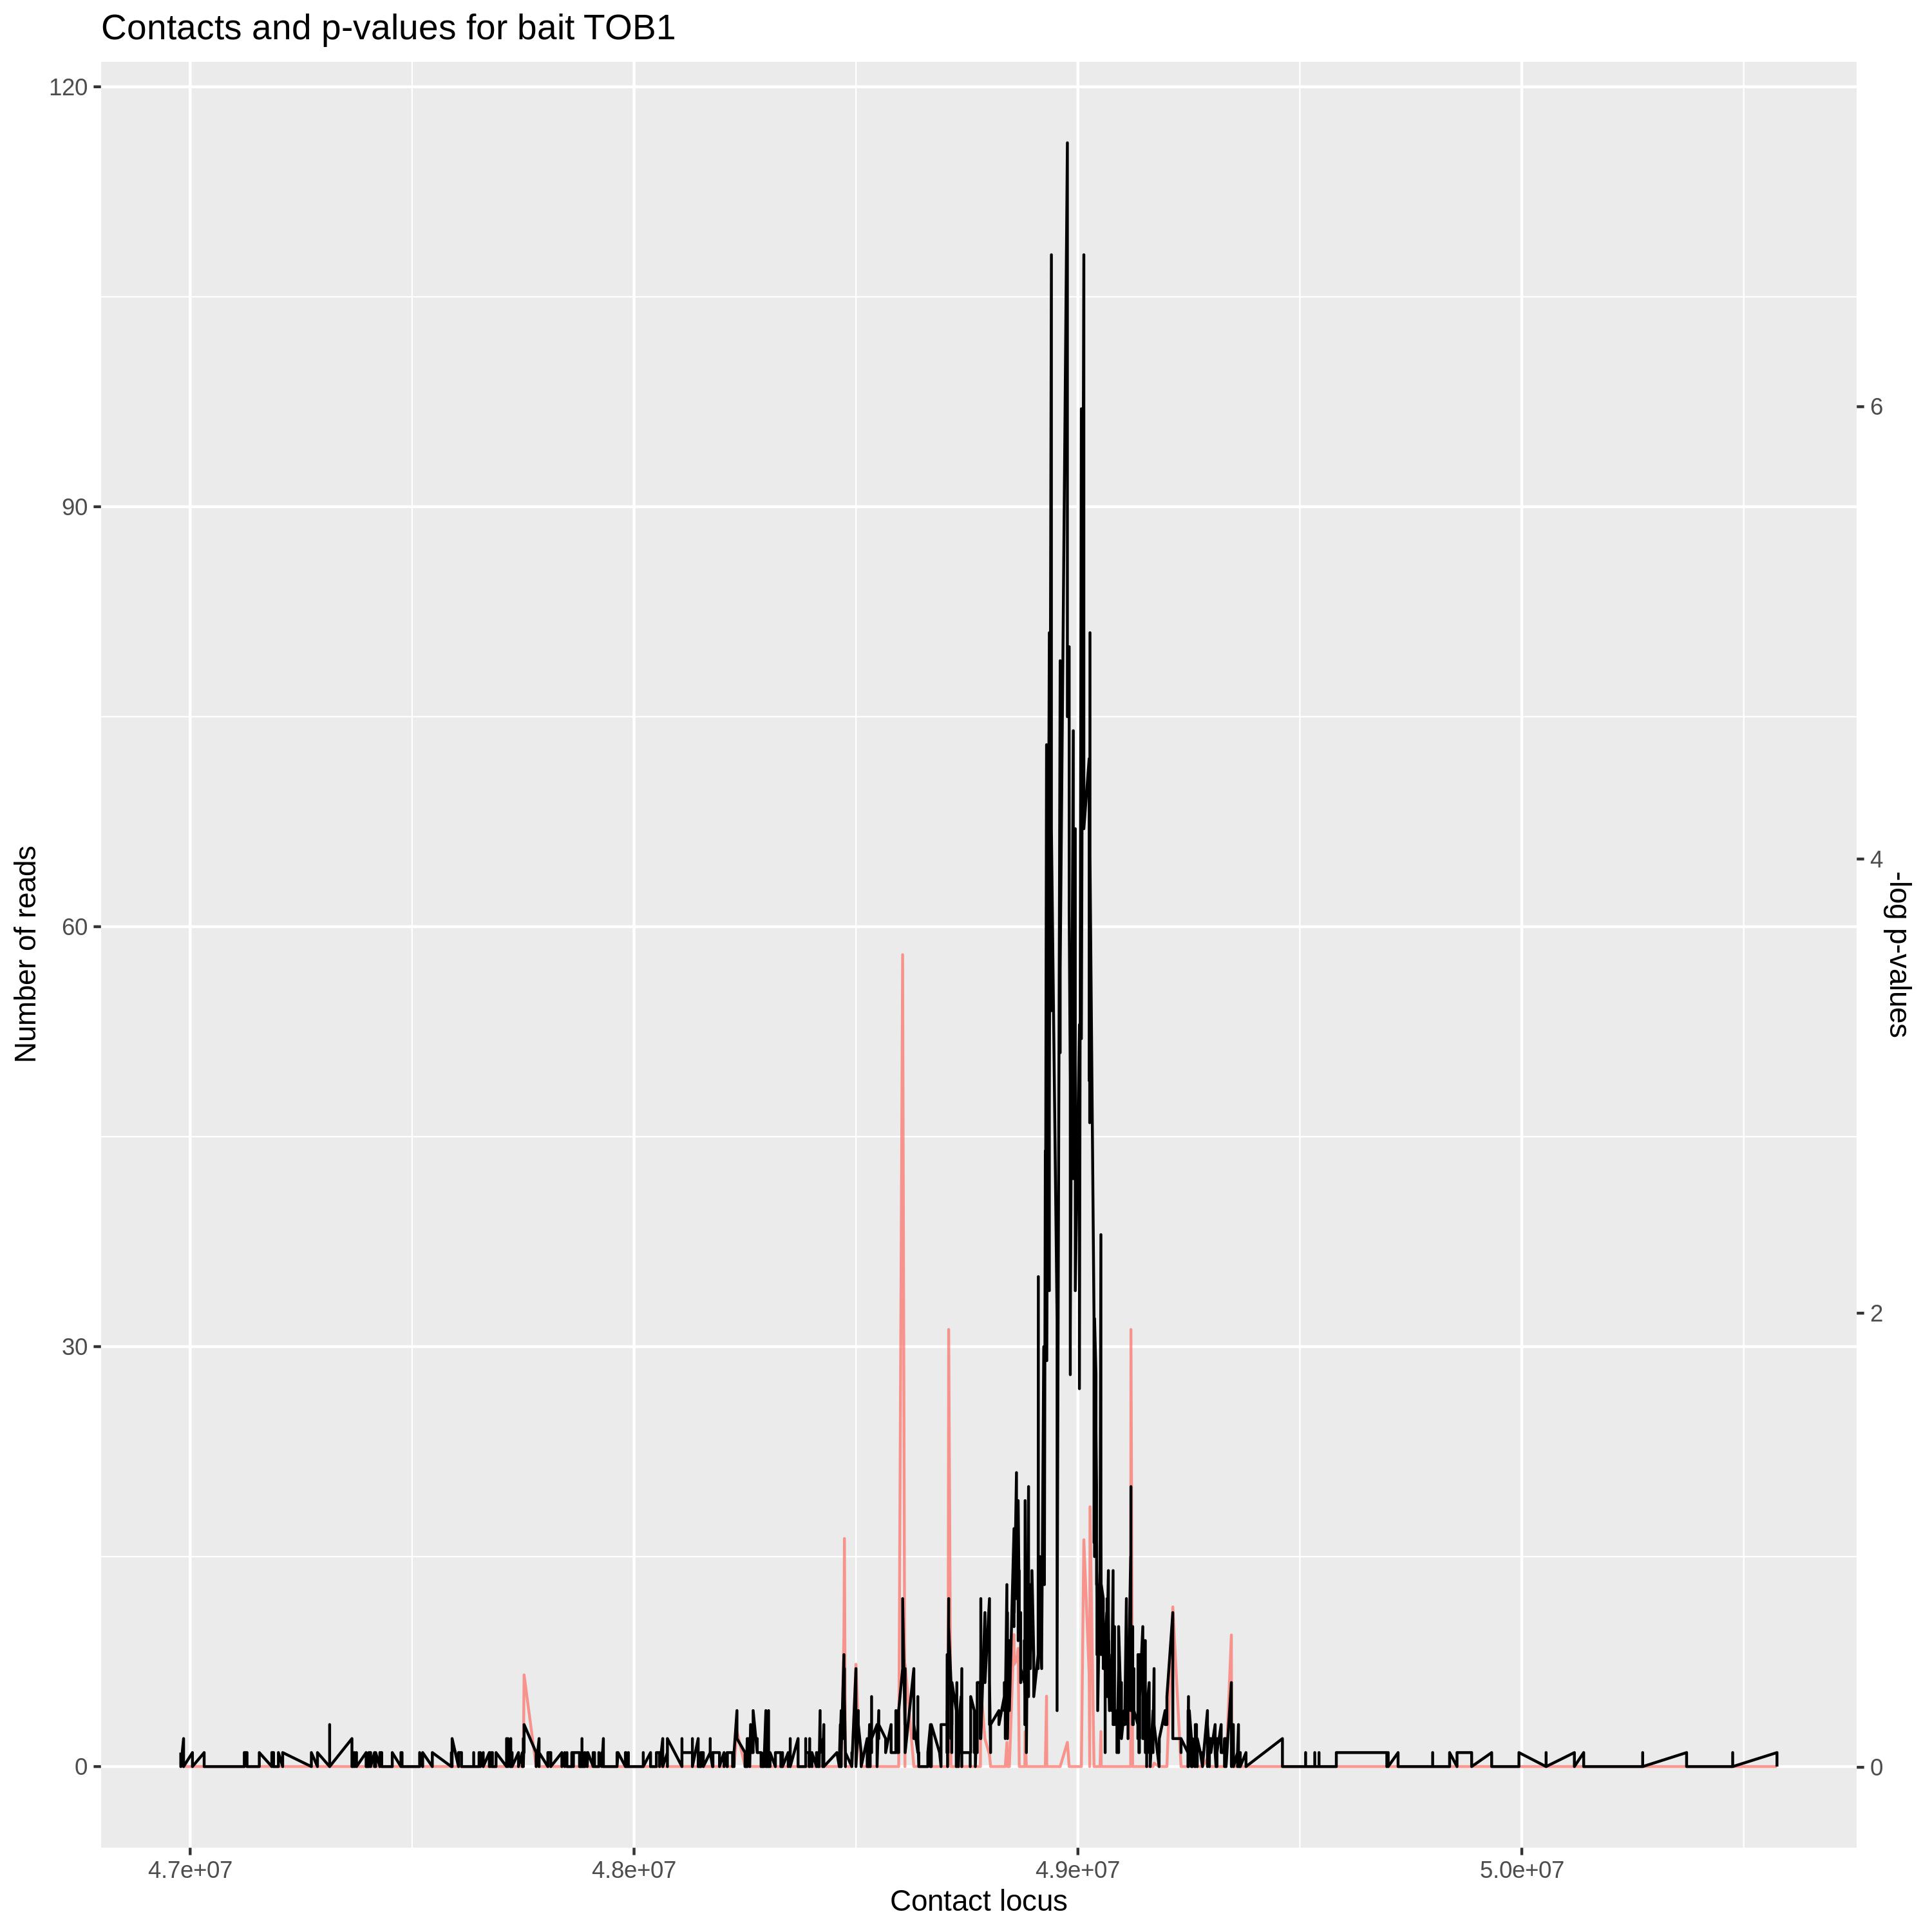 Contacts and p-values for bait TOB1
120
90
60
30
0
Number of reads
6
4
2
0
-log p-values
4.7e+07
4.8e+07
4.9e+07
5.0e+07
Contact locus